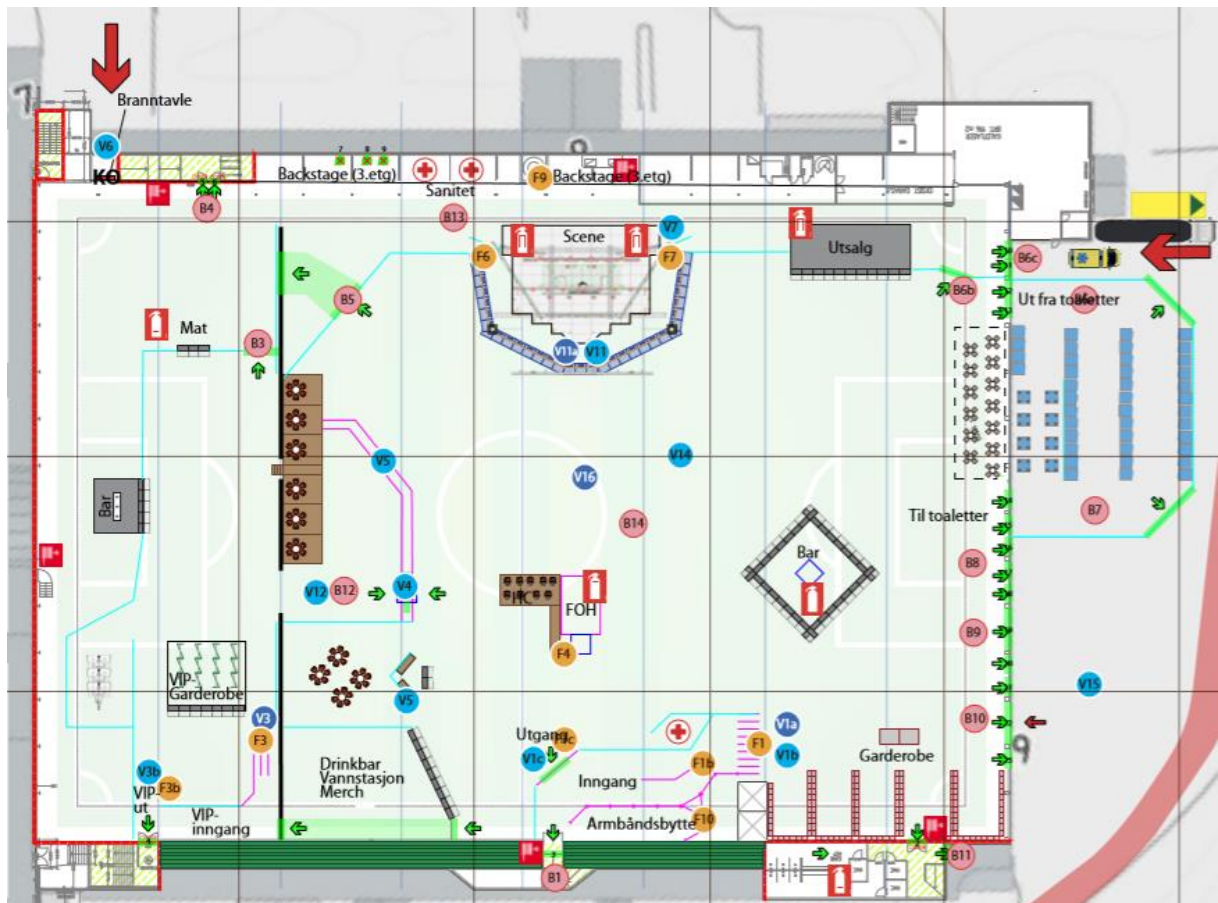 Branntavle
V6
KO
7
8
9
Backstage (3.etg)
Sanitet
F9
Backstage (3.etg)
B4
B13
Scene
V7
Utsalg
F6
F7
B6c
B6b
Ut fra toaletter
B5
Mat
B3
V11a
V11
V5
V14
V16
Bar
Til toaletter
B7
B14
Bar
B8
V12
B12
V4
HC
FOH
B9
F4
VIP-
Garderobe
V5
V15
V3
F3
Utgang
V1c
V1a
F1
V1b
B10
Garderobe
F1b
Inngang
V3b
F3b
VIP-
ut
VIP-
inngang
Drinkbar
Vannstasjon
Merch
Armbåndsbytte
F10
B11
B1